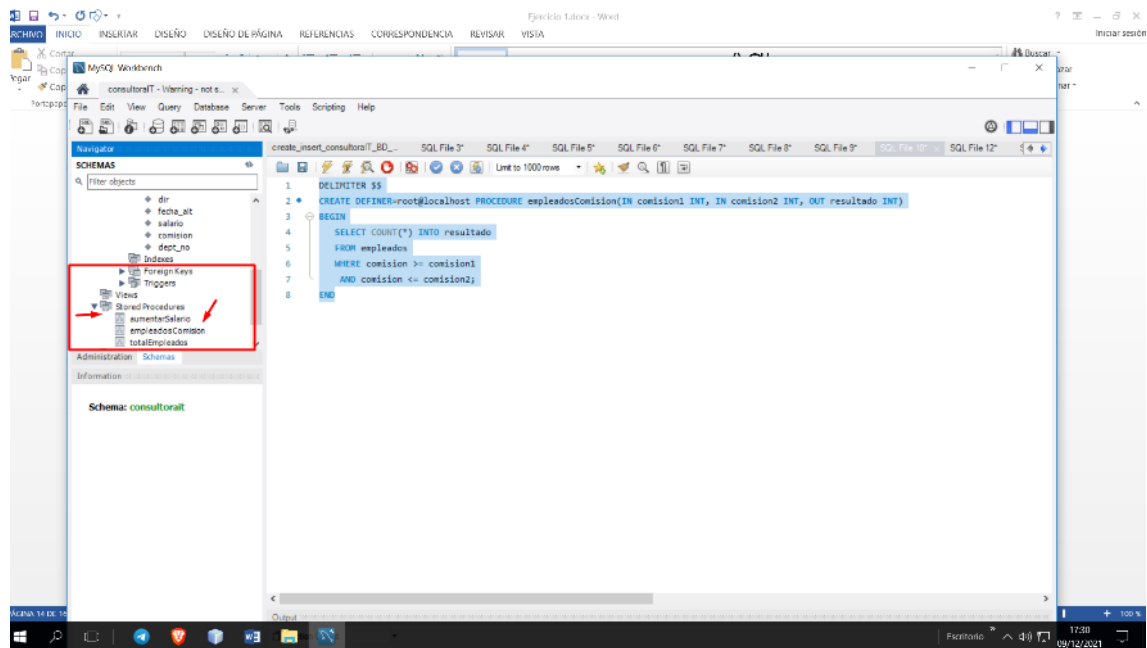 Ejercicio 1.docx - Word
INICIO INSERTAR DISEÑO DISEÑO DE PÁGINA REFERENCIAS CORRESPONDENCIA REVISAR VISTA Iniciar sesión
Buscar
MySQL Workbench
consultoraIT - Warning - not s...
File Edit View Query Database Server Tools Scripting Help
Navigator
SCHEMAS
Filter objects
dir
fecha_alt
salario
comision
dept_no
Indexes
Foreign Keys
Triggers
Views
Stored Procedures
aumentarSalario
empleadosComision
totalEmpleados
Administration Schemas
Information
Schema: consultorait
create_insert_consultoraIT_BD_... SQL File 3* SQL File 4* SQL File 5* SQL File 6* SQL File 7* SQL File 8* SQL File 9* SQL File 10* SQL File 12*
Limit to 1000 rows
1 DELIMITER $$
2 CREATE DEFINER=root@localhost PROCEDURE empleadosComision(IN comision1 INT, IN comision2 INT, OUT resultado INT)
3 BEGIN
4 SELECT COUNT(*) INTO resultado
5 FROM empleados
6 WHERE comision >= comision1
7 AND comision <= comision2;
8 END
Output
100 %
Escritorio
17:30
09/12/2021